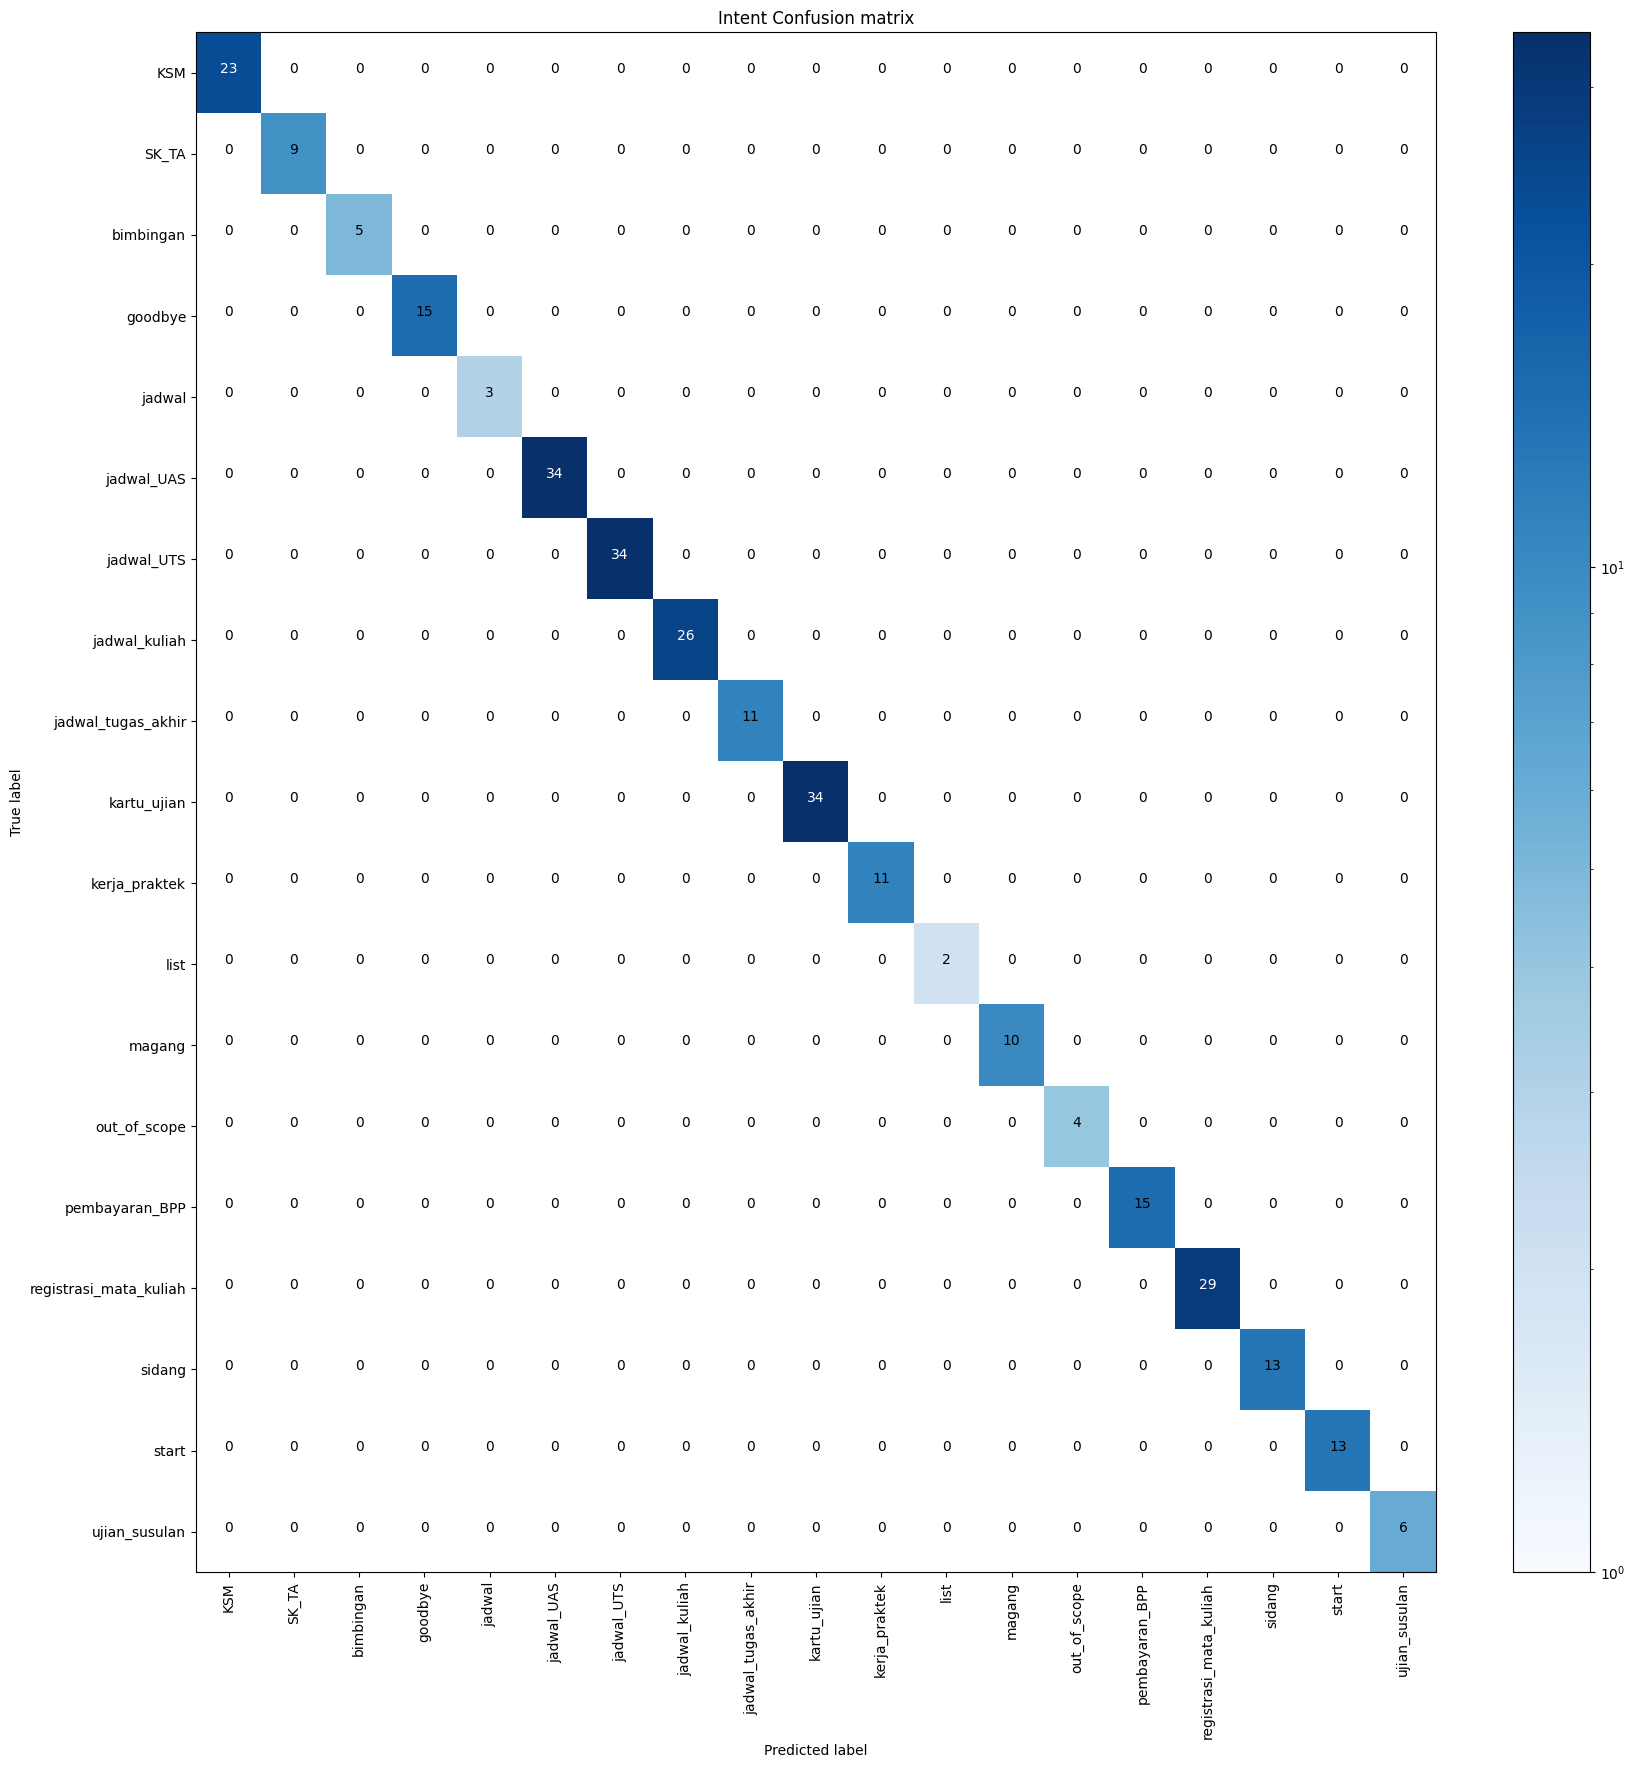 Intent Confusion matrix
KSM 23 0 0 0 0 0 0 0 0 0 0 0 0 0 0 0 0 0 0
SK_TA 0 9 0 0 0 0 0 0 0 0 0 0 0 0 0 0 0 0 0
bimbingan 0 0 5 0 0 0 0 0 0 0 0 0 0 0 0 0 0 0 0
goodbye 0 0 0 15 0 0 0 0 0 0 0 0 0 0 0 0 0 0 0
jadwal 0 0 0 0 3 0 0 0 0 0 0 0 0 0 0 0 0 0 0
jadwal_UAS 0 0 0 0 0 34 0 0 0 0 0 0 0 0 0 0 0 0 0
jadwal_UTS 0 0 0 0 0 0 34 0 0 0 0 0 0 0 0 0 0 0 0
jadwal_kuliah 0 0 0 0 0 0 0 26 0 0 0 0 0 0 0 0 0 0 0
jadwal_tugas_akhir 0 0 0 0 0 0 0 0 11 0 0 0 0 0 0 0 0 0 0
kartu_ujian 0 0 0 0 0 0 0 0 0 34 0 0 0 0 0 0 0 0 0
kerja_praktek 0 0 0 0 0 0 0 0 0 0 11 0 0 0 0 0 0 0 0
list 0 0 0 0 0 0 0 0 0 0 0 2 0 0 0 0 0 0 0
magang 0 0 0 0 0 0 0 0 0 0 0 0 10 0 0 0 0 0 0
out_of_scope 0 0 0 0 0 0 0 0 0 0 0 0 0 4 0 0 0 0 0
pembayaran_BPP 0 0 0 0 0 0 0 0 0 0 0 0 0 0 15 0 0 0 0
registrasi_mata_kuliah 0 0 0 0 0 0 0 0 0 0 0 0 0 0 0 29 0 0 0
sidang 0 0 0 0 0 0 0 0 0 0 0 0 0 0 0 0 13 0 0
start 0 0 0 0 0 0 0 0 0 0 0 0 0 0 0 0 0 13 0
ujian_susulan 0 0 0 0 0 0 0 0 0 0 0 0 0 0 0 0 0 0 6
True label
KSM
SK_TA
bimbingan
goodbye
jadwal
jadwal_UAS
jadwal_UTS
jadwal_kuliah
jadwal_tugas_akhir
kartu_ujian
kerja_praktek
list
magang
out_of_scope
pembayaran_BPP
registrasi_mata_kuliah
sidang
start
ujian_susulan
Predicted label
10¹
10⁰